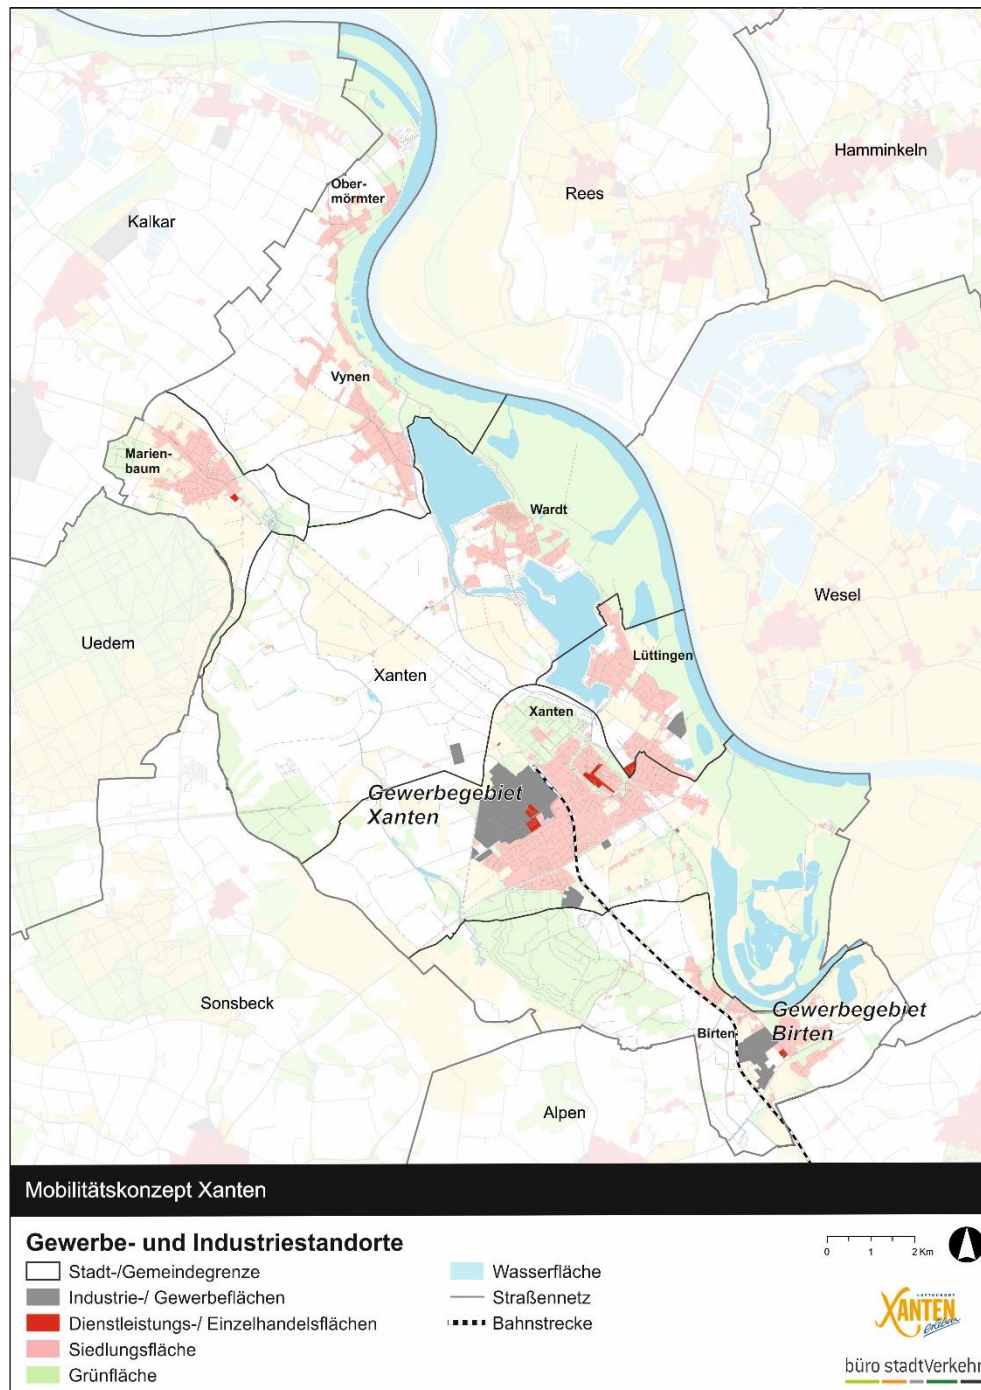 Hamminkeln
Ober-
mörmter
Rees
Kalkar
Vynen
Marien-
baum
Wardt
Wesel
Uedem
Lüttingen
Xanten
Xanten
Gewerbegebiet
Xanten
Sonsbeck
Gewerbegebiet
Birten
Birten
Alpen
Mobilitätskonzept Xanten
Gewerbe- und Industriestandorte
Stadt-/Gemeindegrenze
Industrie-/ Gewerbeflächen
Dienstleistungs-/ Einzelhandelsflächen
Siedlungsfläche
Grünfläche
Wasserfläche
Straßennetz
Bahnstrecke
0 1 2 Km
LUFTKURORT
XANTEN
erleben
büro stadtVerkehr